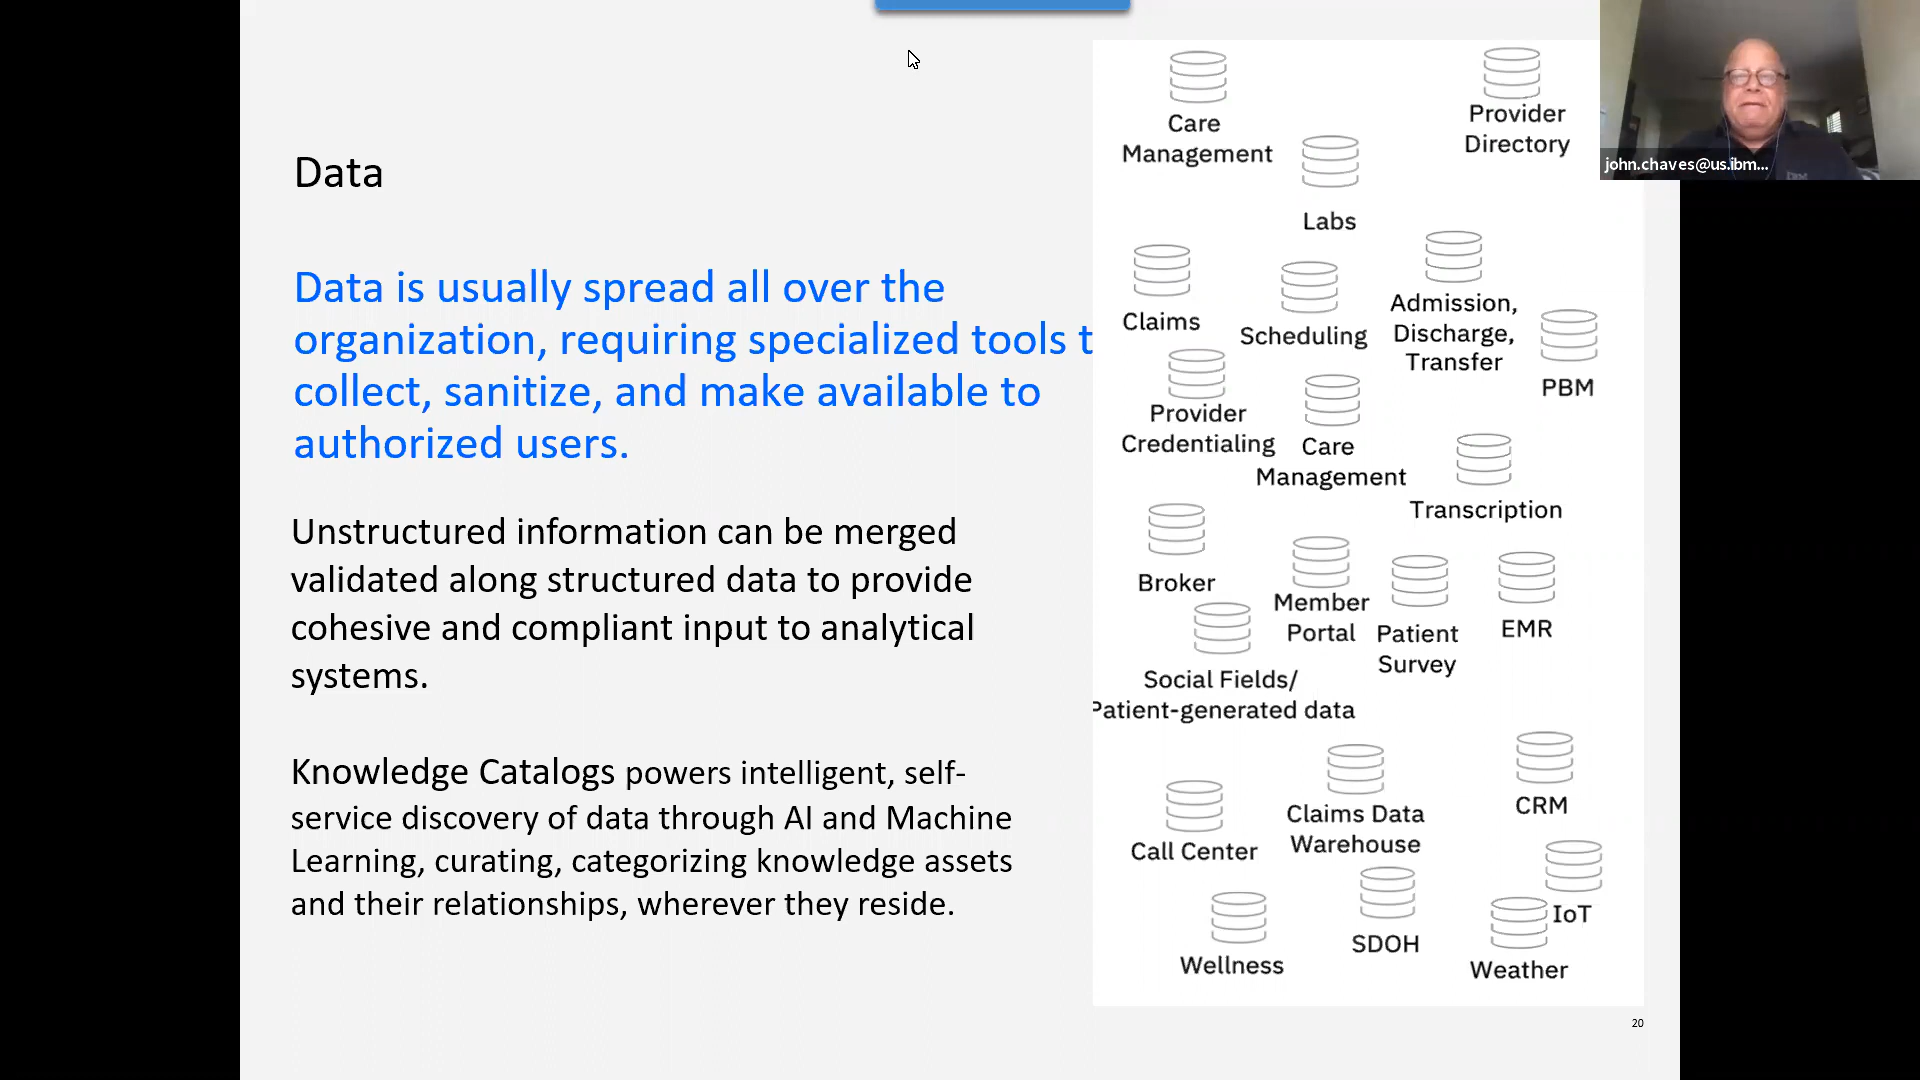 Data
Data is usually spread all over the
organization, requiring specialized tools t
collect, sanitize, and make available to
authorized users.
Unstructured information can be merged
validated along structured data to provide
cohesive and compliant input to analytical
systems.
Knowledge Catalogs powers intelligent, self-
service discovery of data through AI and Machine
Learning, curating, categorizing knowledge assets
and their relationships, wherever they reside.
Care
Management
Provider
Directory
Labs
Claims
Scheduling
Admission,
Discharge,
Transfer
PBM
Provider
Credentialing
Care
Management
Transcription
Broker
Member
Portal
Patient
Survey
EMR
Social Fields/
Patient-generated data
Call Center
Claims Data
Warehouse
CRM
IoT
Wellness
SDOH
Weather
20
john.chaves@us.ibm...
IBM